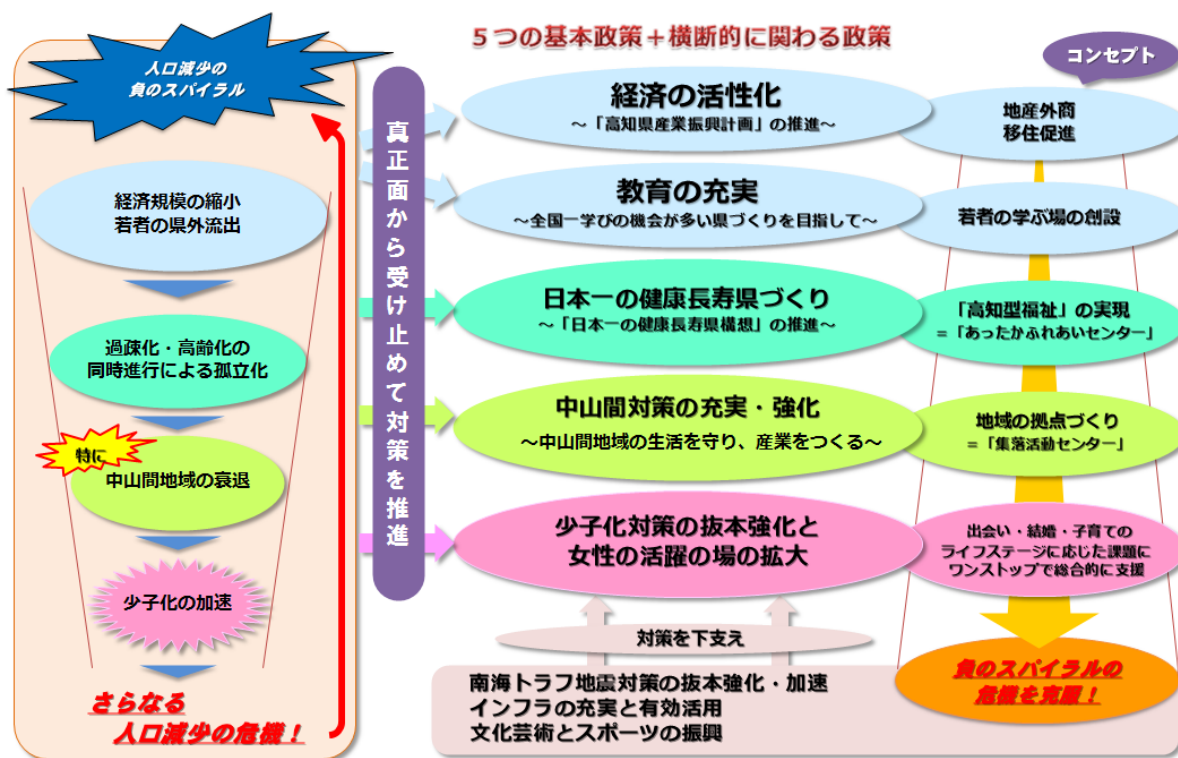 人口減少の
負のスパイラル
経済規模の縮小
若者の県外流出
過疎化・高齢化の
同時進行による孤立化
特に
中山間地域の衰退
少子化の加速
さらなる
人口減少の危機！
真正面から受け止めて対策を推進
５つの基本政策＋横断的に関わる政策
コンセプト
経済の活性化
～「高知県産業振興計画」の推進～
地産外商
移住促進
教育の充実
～全国一学びの機会が多い県づくりを目指して～
若者の学ぶ場の創設
日本一の健康長寿県づくり
～「日本一の健康長寿県構想」の推進～
「高知型福祉」の実現
＝「あったかふれあいセンター」
中山間対策の充実・強化
～中山間地域の生活を守り、産業をつくる～
地域の拠点づくり
＝「集落活動センター」
少子化対策の抜本強化と
女性の活躍の場の拡大
出会い・結婚・子育ての
ライフステージに応じた課題に
ワンストップで総合的に支援
対策を下支え
南海トラフ地震対策の抜本強化・加速
インフラの充実と有効活用
文化芸術とスポーツの振興
負のスパイラルの
危機を克服！